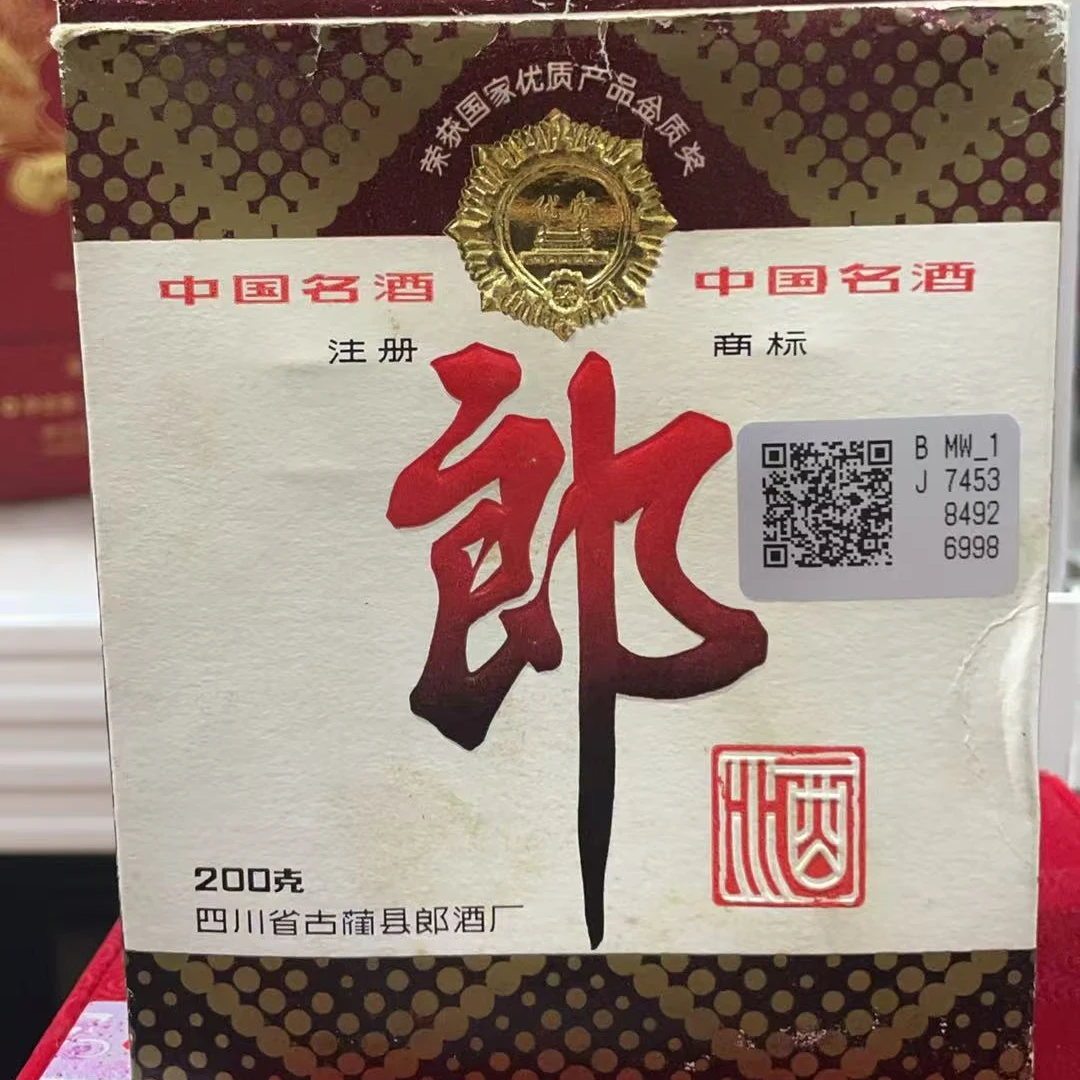 荣获国家优质产品金质奖
中国名酒
中国名酒
注册
商标
郎
B MW_1
J 7453
8492
6998
酒
200克
四川省古蔺县郎酒厂